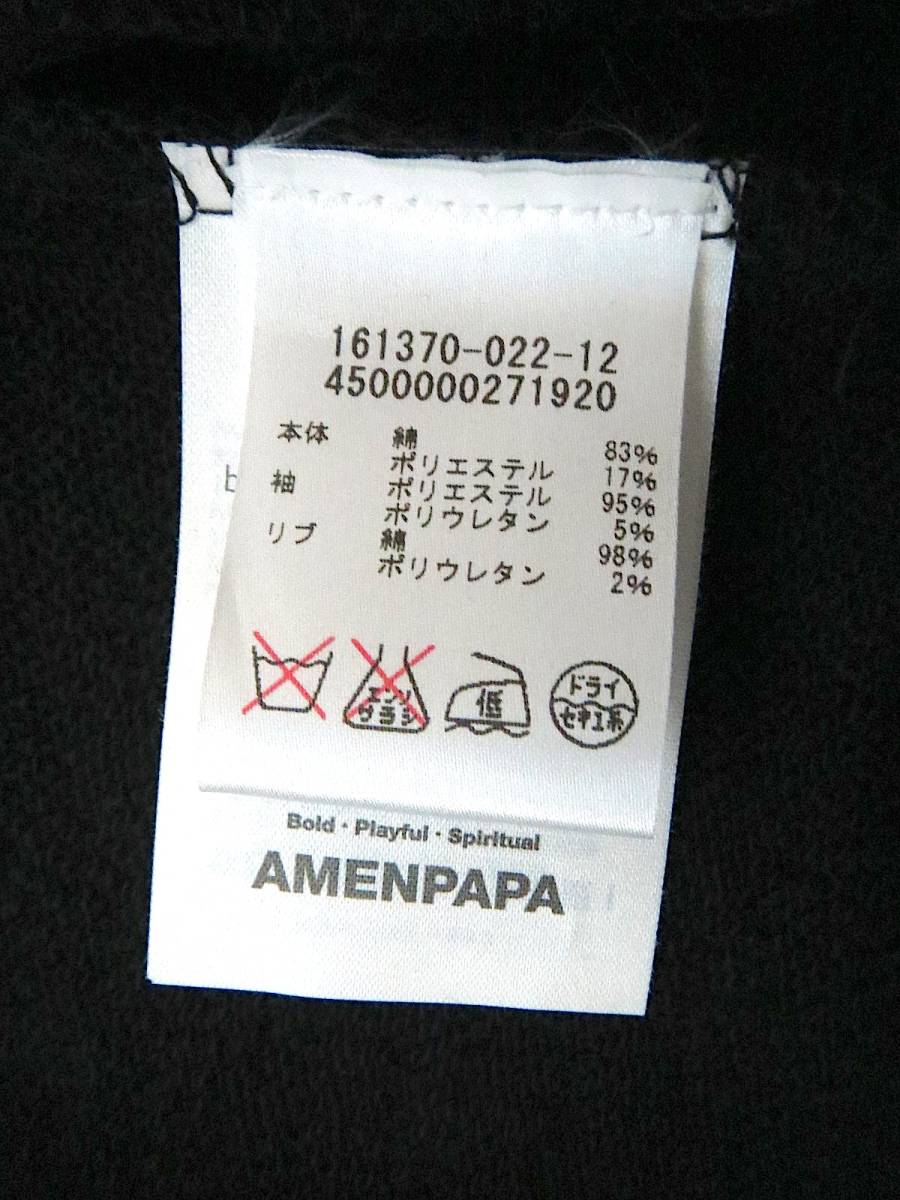 161370-022-12
4500000271920
本体 綿 83%
ポリエステル 17%
袖 ポリエステル 95%
ポリウレタン 5%
リブ 綿 98%
ポリウレタン 2%
エンソ
サラシ
低
ドライ
セキユ系
Bold・Playful・Spiritual
AMENPAPA